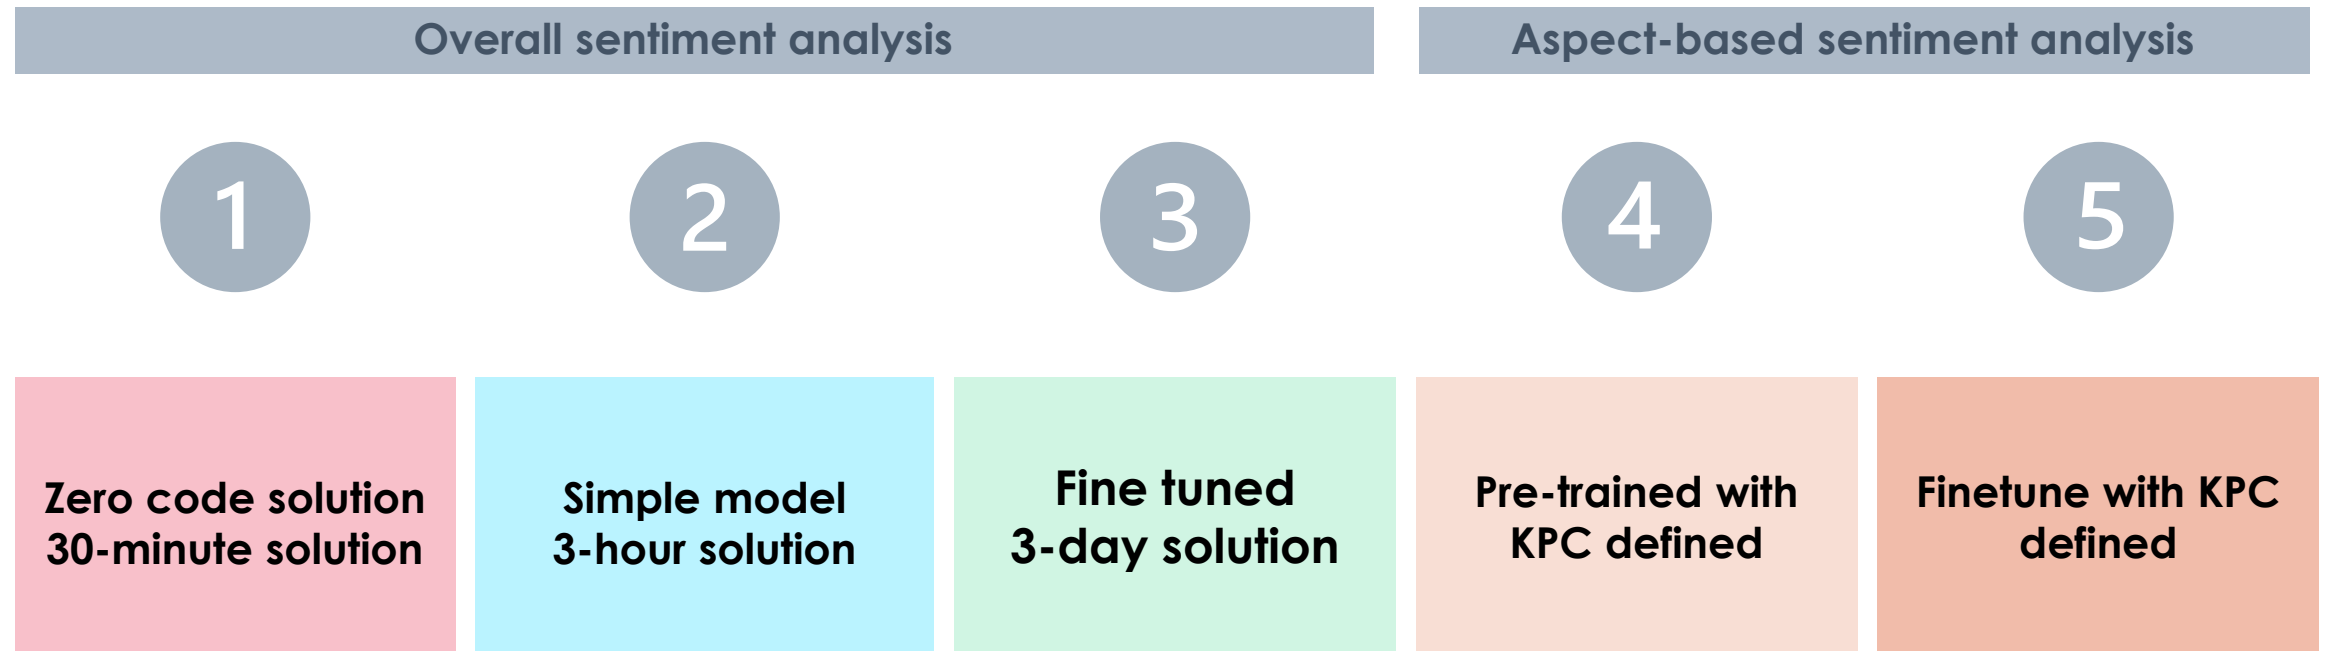 Overall sentiment analysis
Aspect-based sentiment analysis
1
2
3
4
5
Zero code solution
30-minute solution
Simple model
3-hour solution
Fine tuned
3-day solution
Pre-trained with
KPC defined
Finetune with KPC
defined